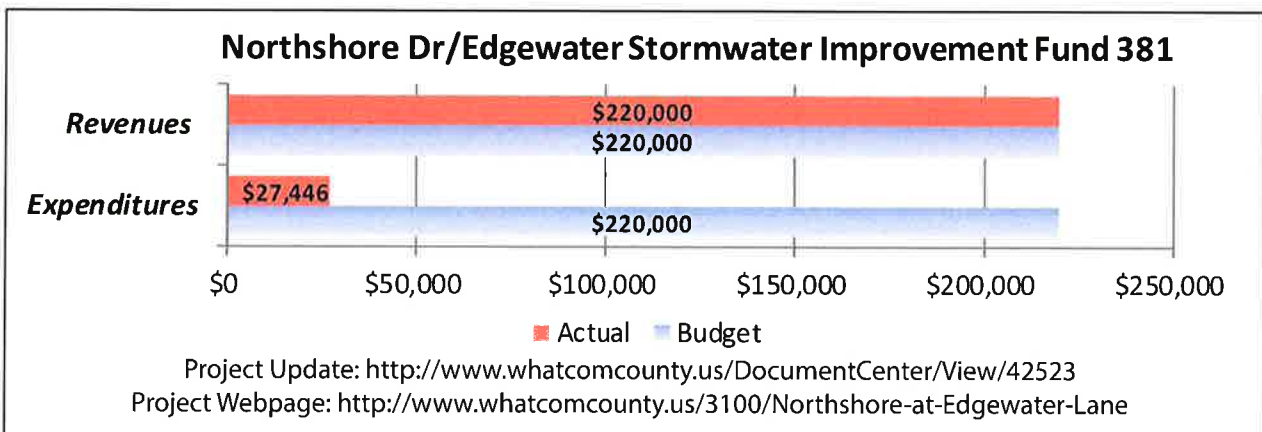 Northshore Dr/Edgewater Stormwater Improvement Fund 381
Revenues
$220,000
$220,000
Expenditures
$27,446
$220,000
$0 $50,000 $100,000 $150,000 $200,000 $250,000
Actual Budget
Project Update: http://www.whatcomcounty.us/DocumentCenter/View/42523
Project Webpage: http://www.whatcomcounty.us/3100/Northshore-at-Edgewater-Lane